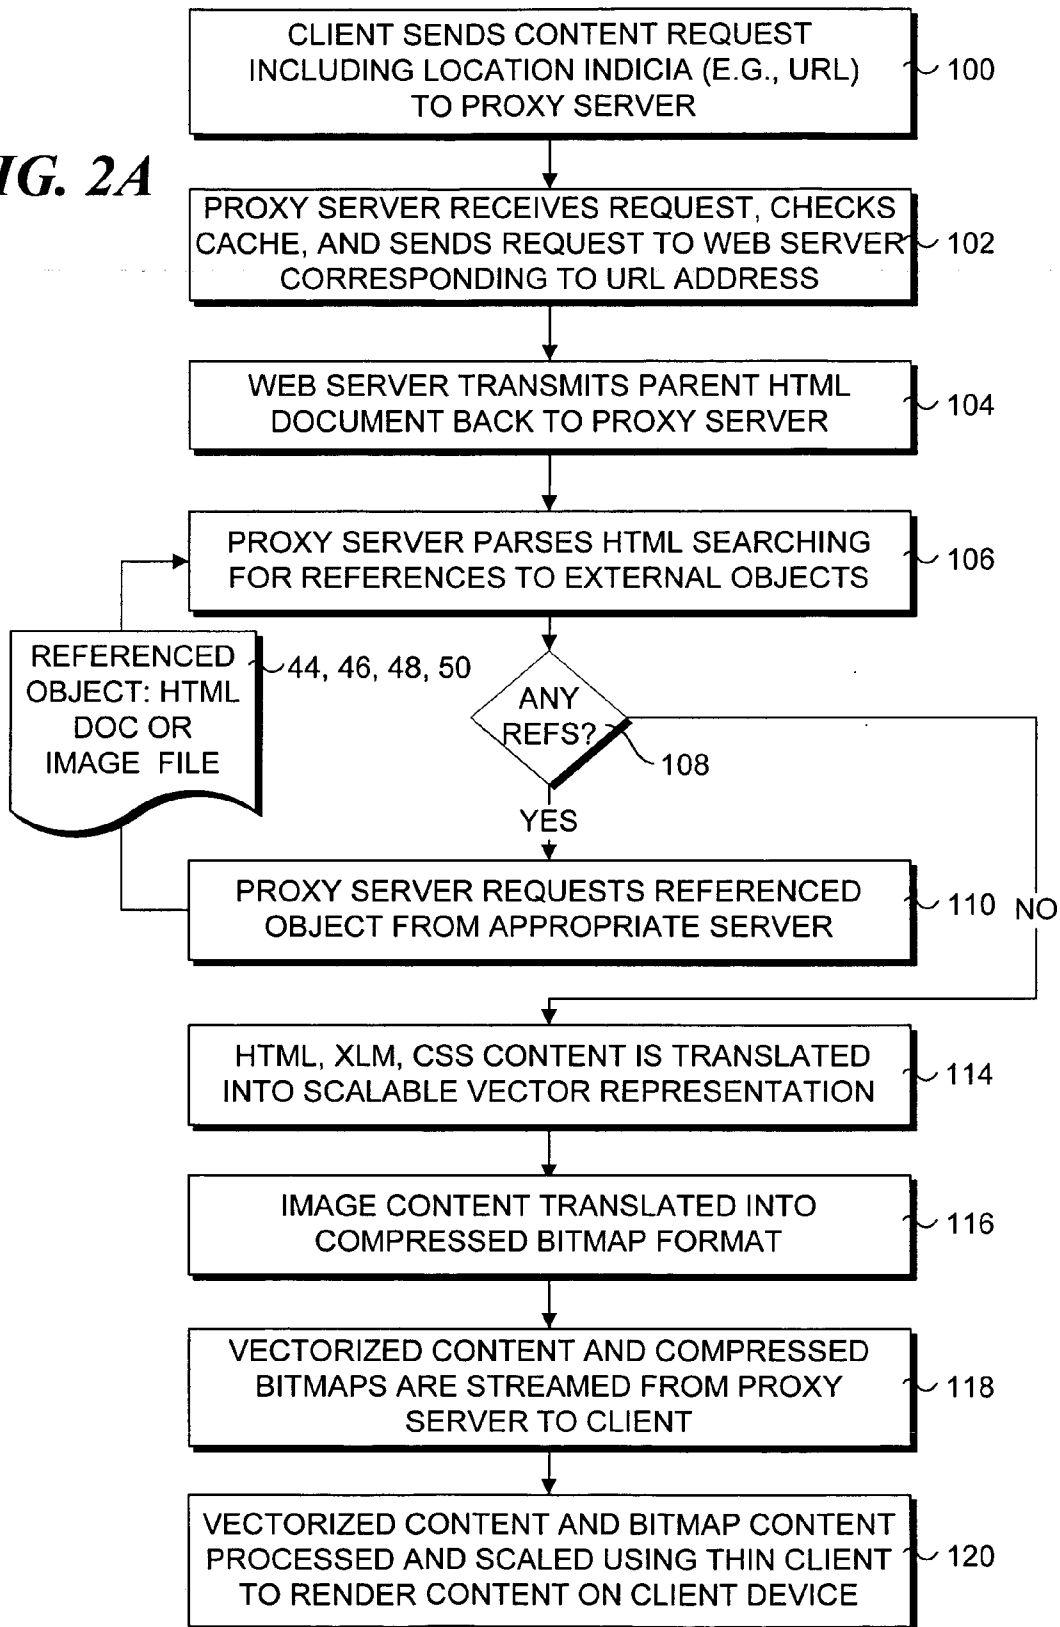 CLIENT SENDS CONTENT REQUEST
INCLUDING LOCATION INDICIA (E.G., URL)
TO PROXY SERVER
100
IG. 2A
PROXY SERVER RECEIVES REQUEST, CHECKS
CACHE, AND SENDS REQUEST TO WEB SERVER
CORRESPONDING TO URL ADDRESS
102
WEB SERVER TRANSMITS PARENT HTML
DOCUMENT BACK TO PROXY SERVER
104
PROXY SERVER PARSES HTML SEARCHING
FOR REFERENCES TO EXTERNAL OBJECTS
106
REFERENCED
OBJECT: HTML
DOC OR
IMAGE FILE
44, 46, 48, 50
ANY
REFS?
108
YES
PROXY SERVER REQUESTS REFERENCED
OBJECT FROM APPROPRIATE SERVER
110
NO
HTML, XLM, CSS CONTENT IS TRANSLATED
INTO SCALABLE VECTOR REPRESENTATION
114
IMAGE CONTENT TRANSLATED INTO
COMPRESSED BITMAP FORMAT
116
VECTORIZED CONTENT AND COMPRESSED
BITMAPS ARE STREAMED FROM PROXY
SERVER TO CLIENT
118
VECTORIZED CONTENT AND BITMAP CONTENT
PROCESSED AND SCALED USING THIN CLIENT
TO RENDER CONTENT ON CLIENT DEVICE
120